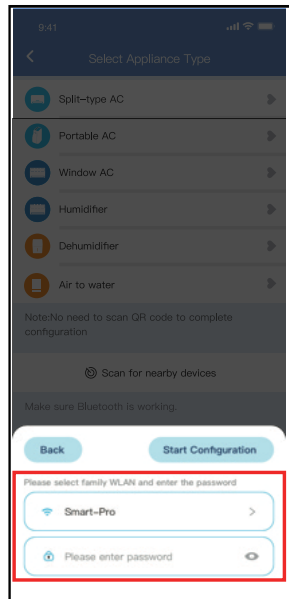 9:41
Select Appliance Type
Split-type AC
Portable AC
Window AC
Humidifier
Dehumidifier
Air to water
Note:No need to scan QR code to complete
configuration
Scan for nearby devices
Make sure Bluetooth is working.
Back
Start Configuration
Please select family WLAN and enter the password
Smart-Pro
Please enter password